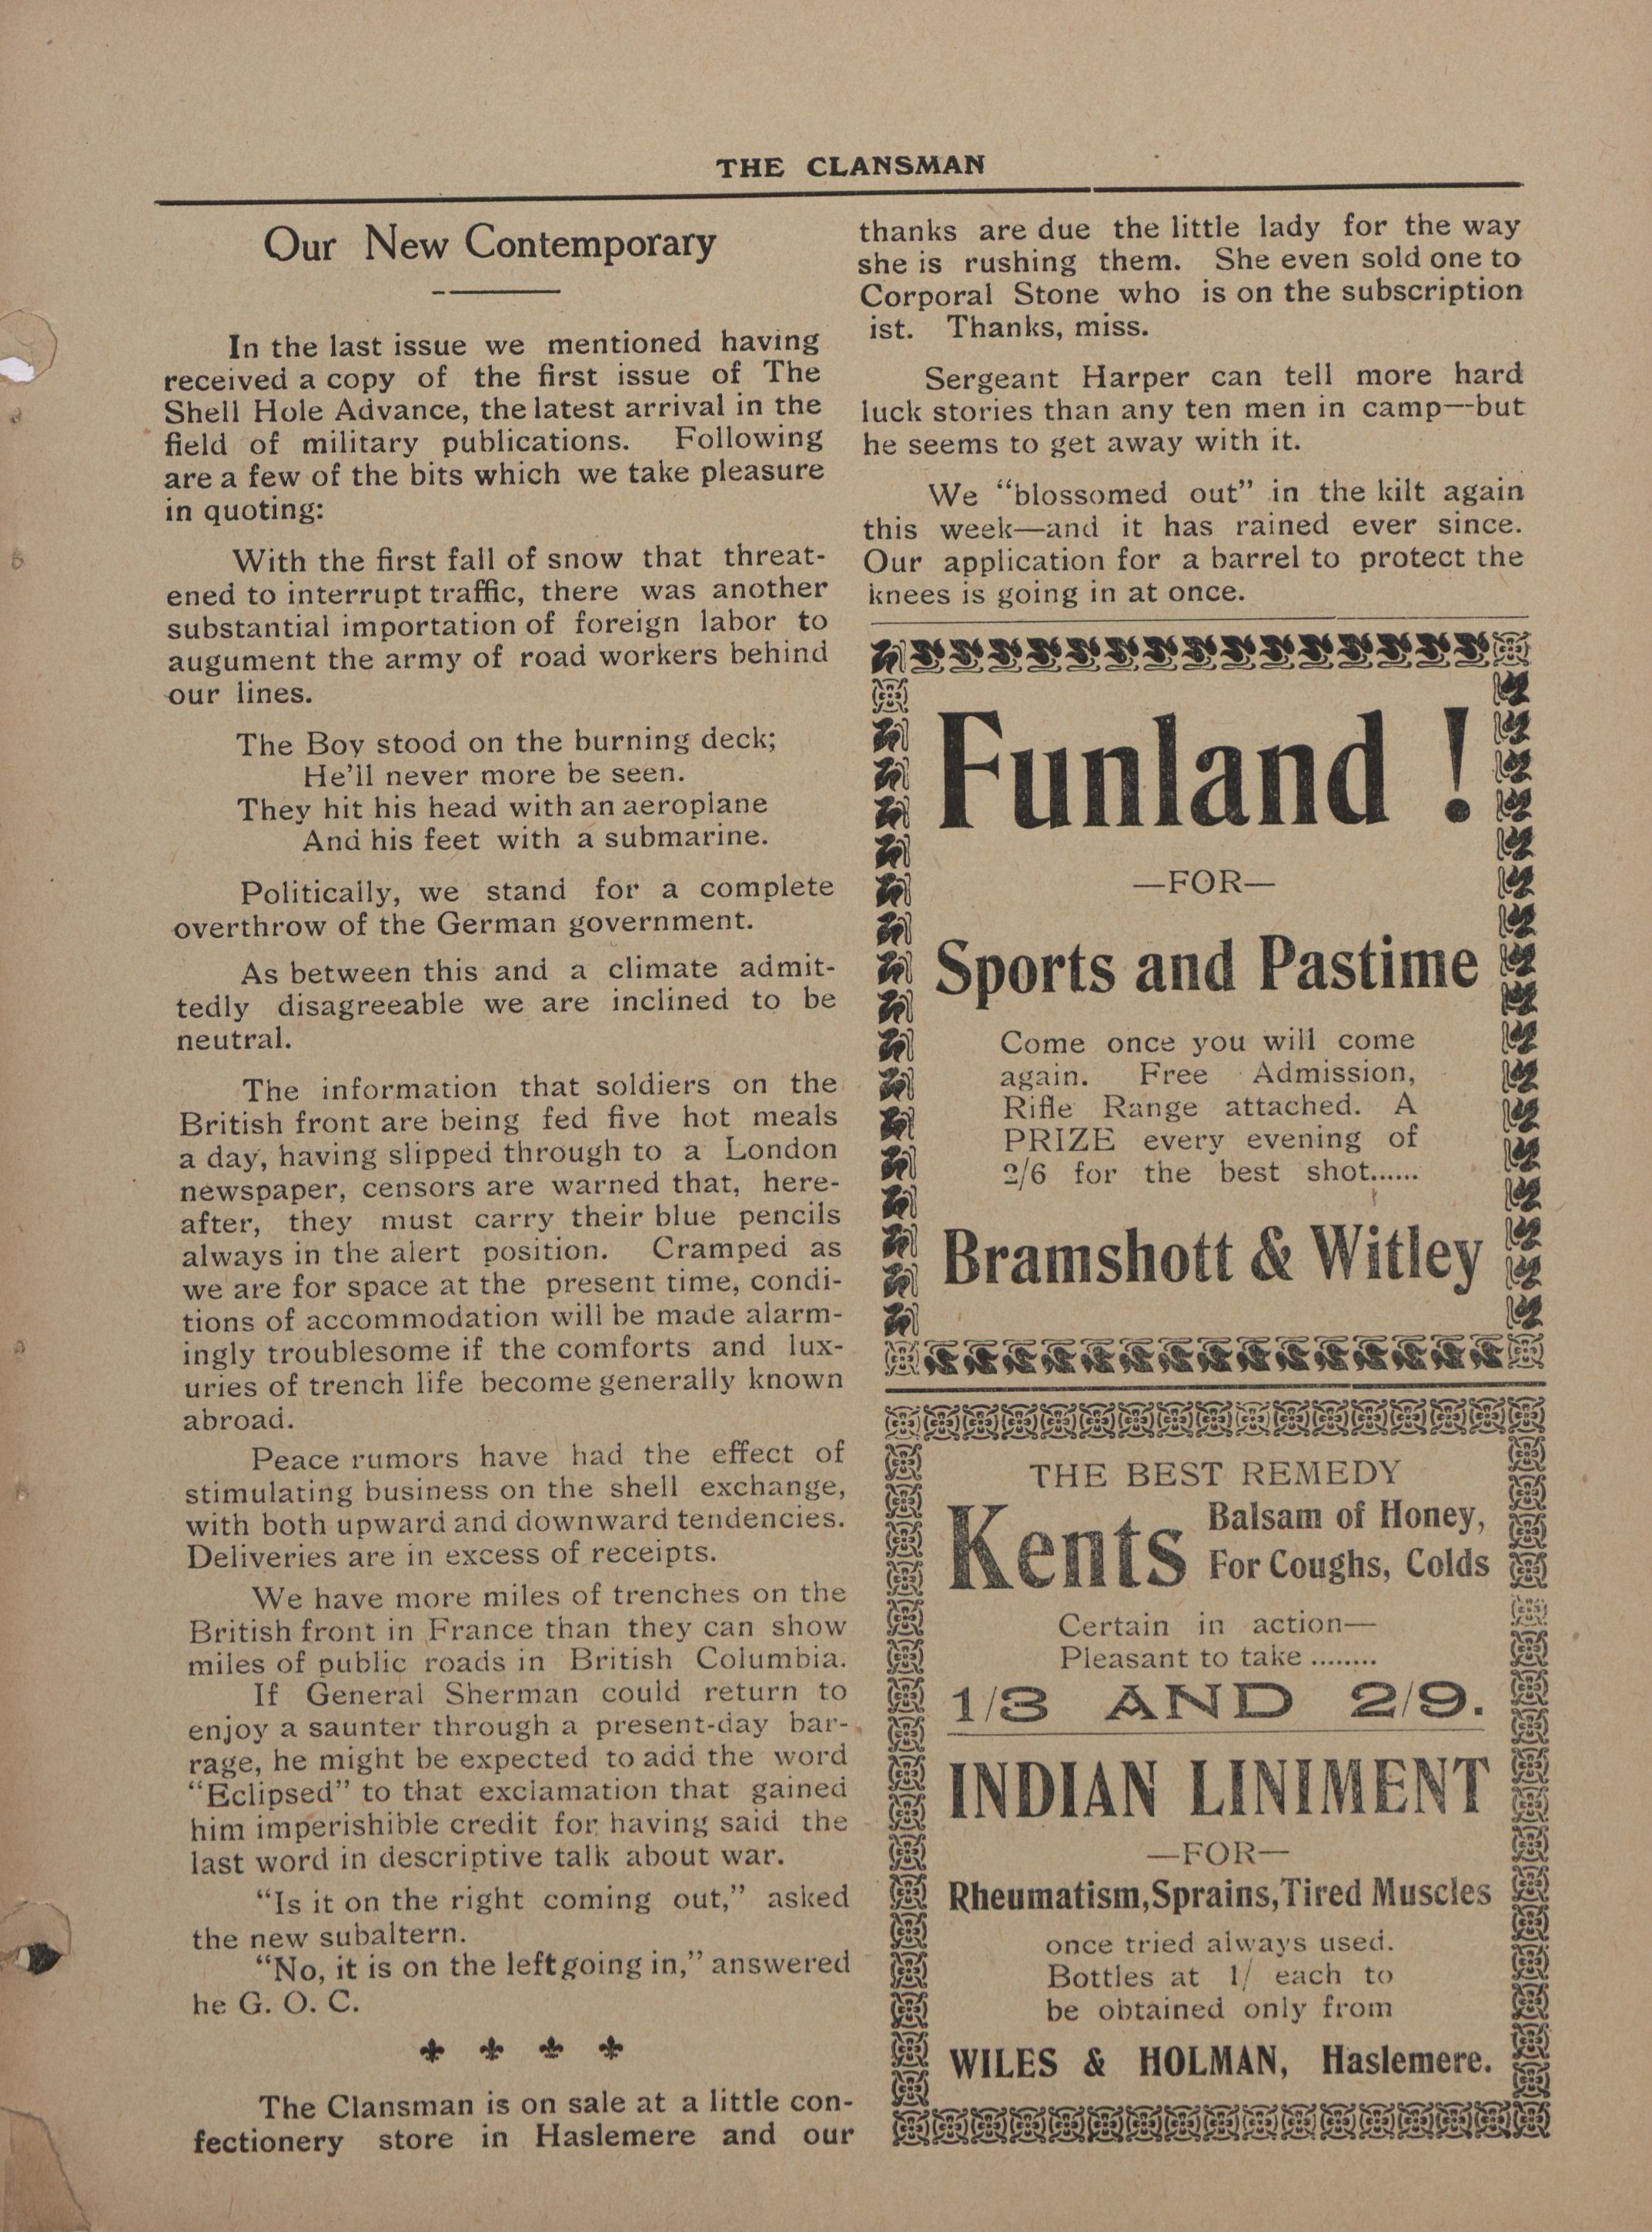 THE CLANSMAN
Our New Contemporary
In the last issue we mentioned having
received a copy of the first issue of The
Shell Hole Advance, the latest arrival in the
field of military publications. Following
are a few of the bits which we take pleasure
in quoting:
With the first fall of snow that threat-
ened to interrupt traffic, there was another
substantial importation of foreign labor to
augument the army of road workers behind
our lines.
The Boy stood on the burning deck;
He'll never more be seen.
They hit his head with an aeroplane
And his feet with a submarine.
Politically, we stand for a complete
overthrow of the German government.
As between this and a climate admit-
tedly disagreeable we are inclined to be
neutral.
The information that soldiers on the
British front are being fed five hot meals
a day, having slipped through to a London
newspaper, censors are warned that, here-
after, they must carry their blue pencils
always in the alert position. Cramped as
we are for space at the present time, condi-
tions of accommodation will be made alarm-
ingly troublesome if the comforts and lux-
uries of trench life become generally known
abroad.
Peace rumors have had the effect of
stimulating business on the shell exchange,
with both upward and downward tendencies.
Deliveries are in excess of receipts.
We have more miles of trenches on the
British front in France than they can show
miles of public roads in British Columbia.
If General Sherman could return to
enjoy a saunter through a present-day bar-
rage, he might be expected to add the word
"Eclipsed" to that exclamation that gained
him imperishible credit for having said the
last word in descriptive talk about war.
"Is it on the right coming out," asked
the new subaltern.
"No, it is on the left going in," answered
he G. O. C.
The Clansman is on sale at a little con-
fectionery store in Haslemere and our
thanks are due the little lady for the way
she is rushing them. She even sold one to
Corporal Stone who is on the subscription
ist. Thanks, miss.
Sergeant Harper can tell more hard
luck stories than any ten men in camp—but
he seems to get away with it.
We "blossomed out" in the kilt again
this week—and it has rained ever since.
Our application for a barrel to protect the
knees is going in at once.
Funland !
—FOR—
Sports and Pastime
Come once you will come
again. Free Admission,
Rifle Range attached. A
PRIZE every evening of
2/6 for the best shot......
Bramshott & Witley
THE BEST REMEDY
Kents Balsam of Honey,
For Coughs, Colds
Certain in action—
Pleasant to take ........
1/3 AND 2/9.
INDIAN LINIMENT
—FOR—
Rheumatism, Sprains, Tired Muscles
once tried always used.
Bottles at 1/ each to
be obtained only from
WILES & HOLMAN, Haslemere.